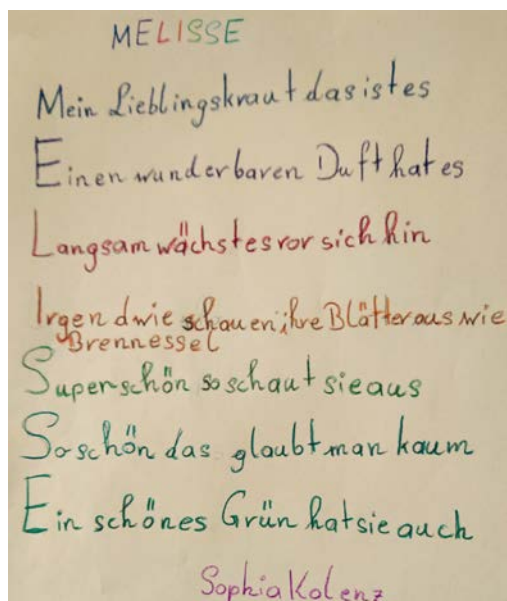 MELISSE
Mein Lieblingskraut das ist es
Einen wunderbaren Duft hat es
Langsam wächst es vor sich hin
Irgendwie schauen ihre Blätter aus wie
Brennessel
Superschön so schaut sie aus
So schön das glaubt man kaum
Ein schönes Grün hat sie auch
Sophia Kolenz